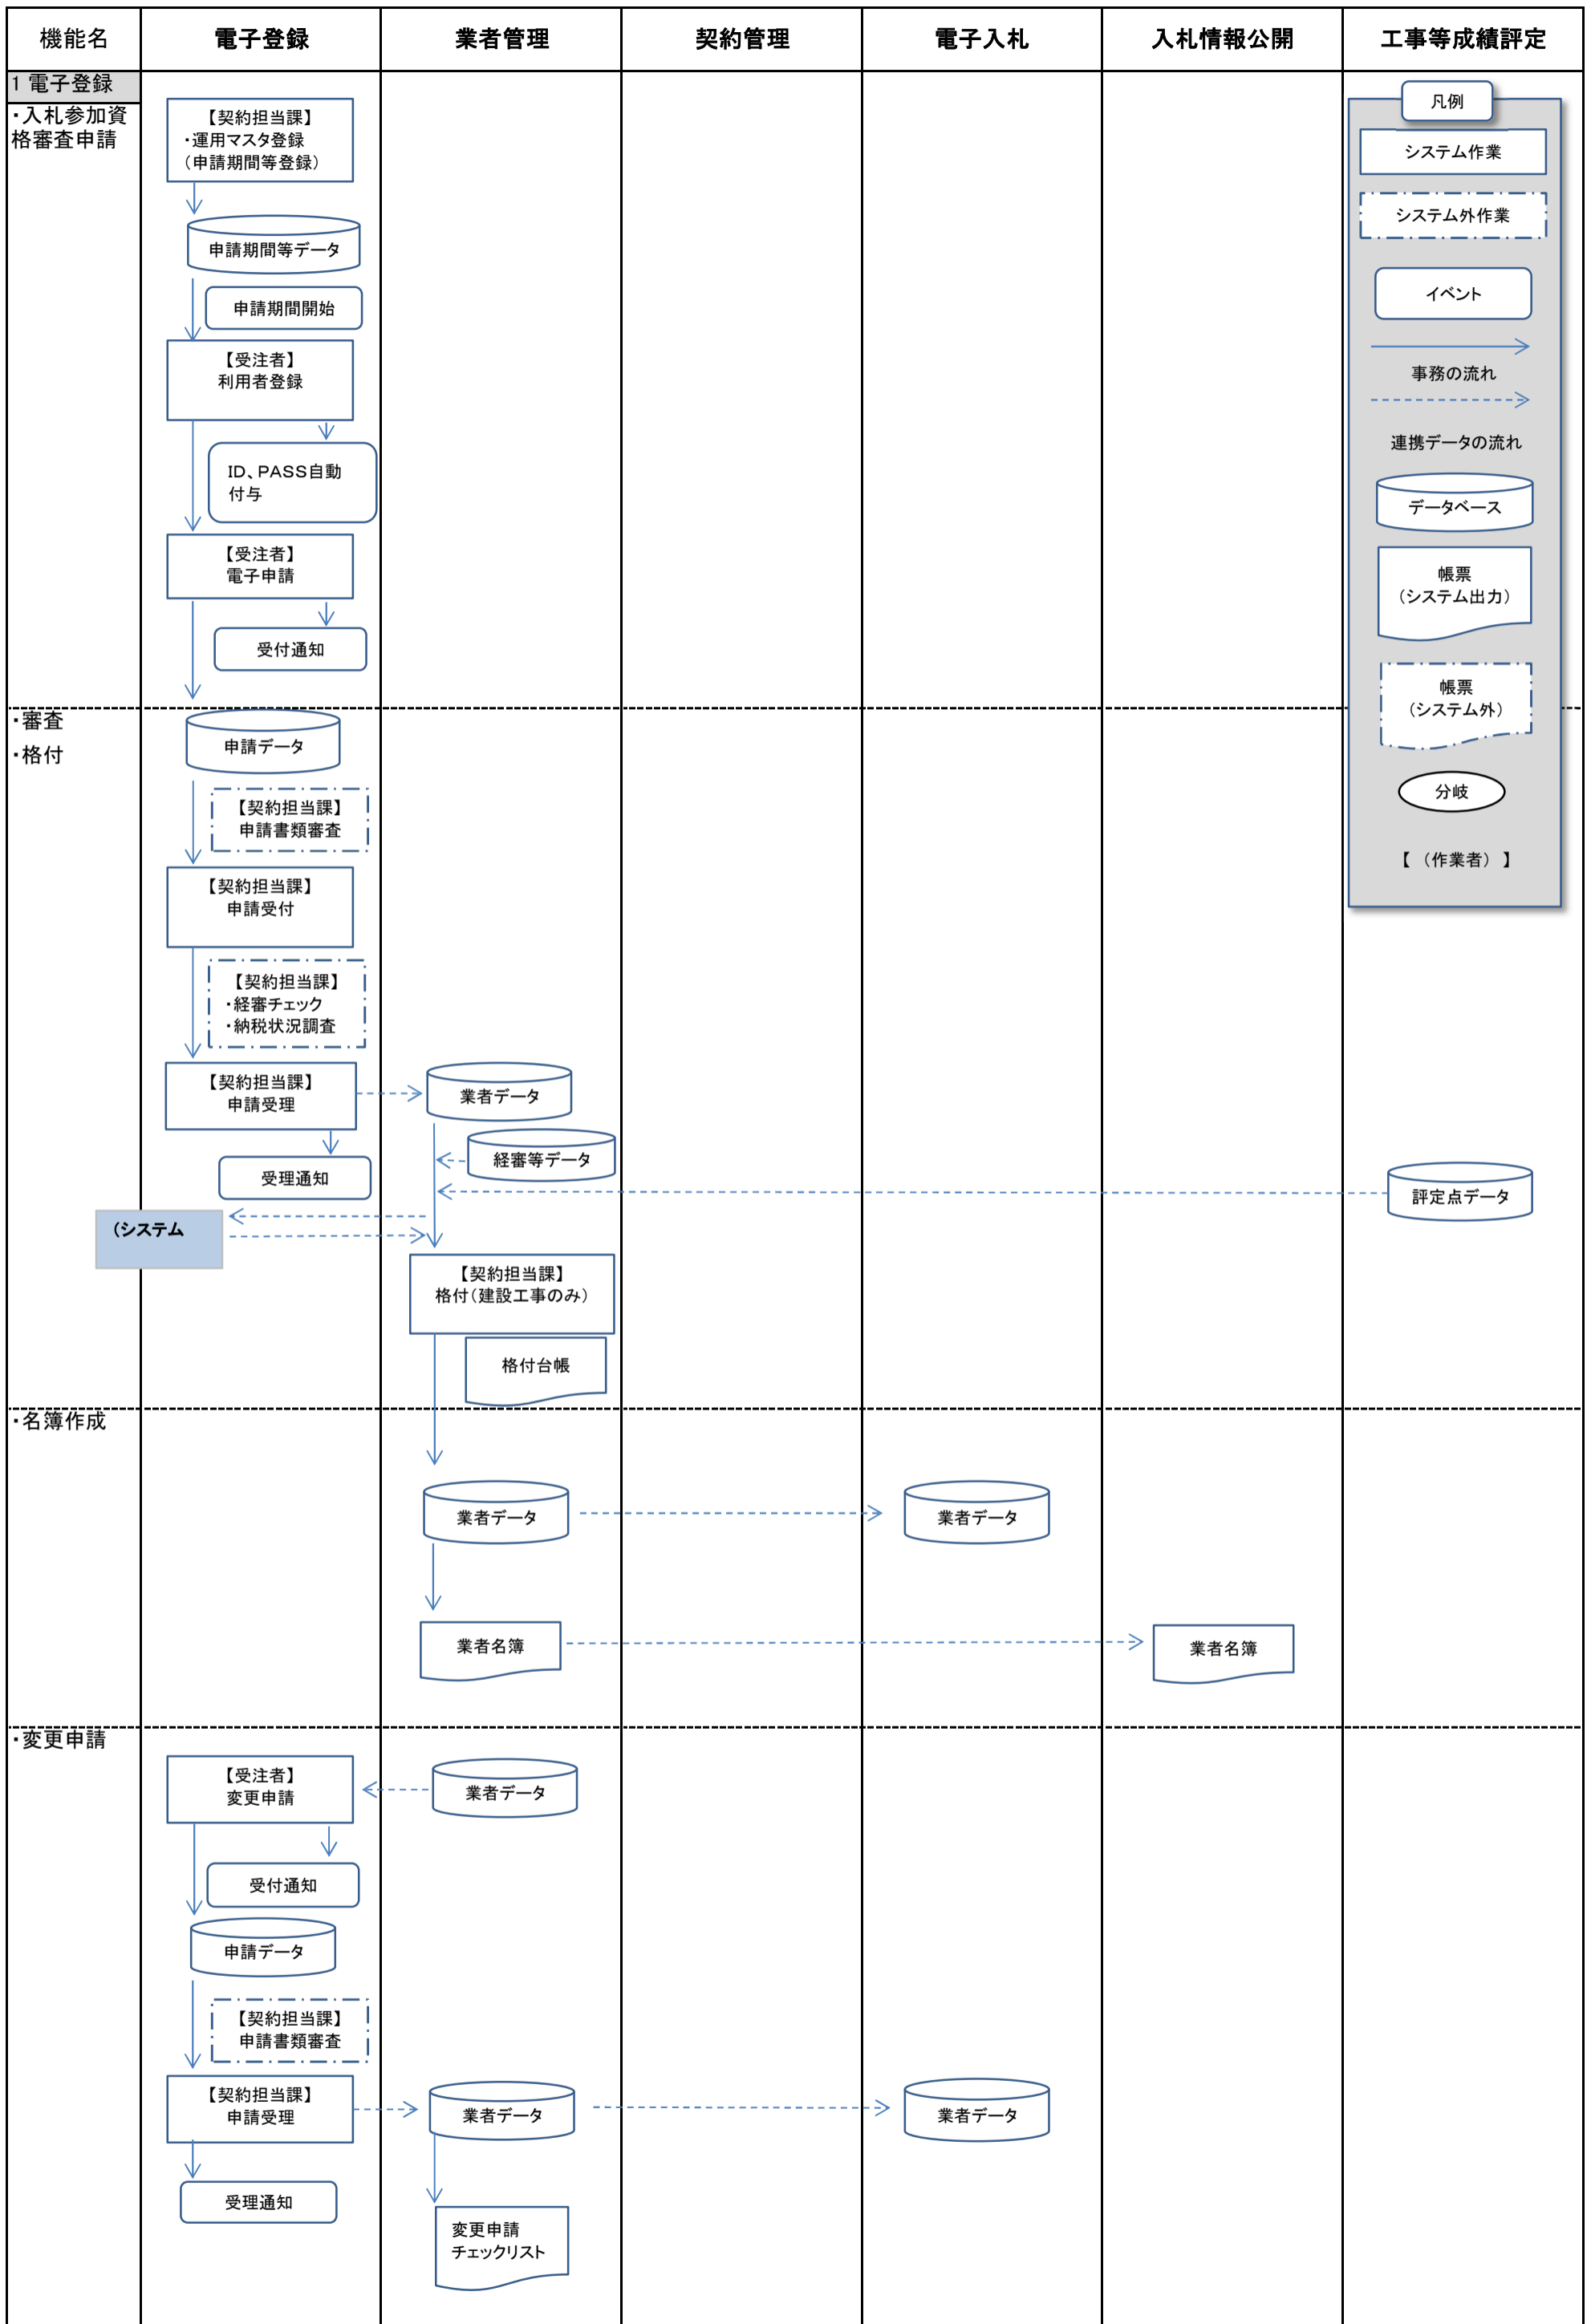 機能名
電子登録
業者管理
契約管理
電子入札
入札情報公開
工事等成績評定
1 電子登録
・入札参加資
格審査申請
【契約担当課】
・運用マスタ登録
（申請期間等登録）
申請期間等データ
申請期間開始
【受注者】
利用者登録
ID、PASS自動
付与
【受注者】
電子申請
受付通知
凡例
システム作業
システム外作業
イベント
事務の流れ
連携データの流れ
データベース
帳票
（システム出力）
帳票
（システム外）
分岐
【 （作業者） 】
・審査
・格付
申請データ
【契約担当課】
申請書類審査
【契約担当課】
申請受付
【契約担当課】
・経審チェック
・納税状況調査
【契約担当課】
申請受理
業者データ
経審等データ
受理通知
評定点データ
（システム
【契約担当課】
格付（建設工事のみ）
格付台帳
・名簿作成
業者データ
業者データ
業者名簿
業者名簿
・変更申請
【受注者】
変更申請
業者データ
受付通知
申請データ
【契約担当課】
申請書類審査
【契約担当課】
申請受理
業者データ
業者データ
受理通知
変更申請
チェックリスト